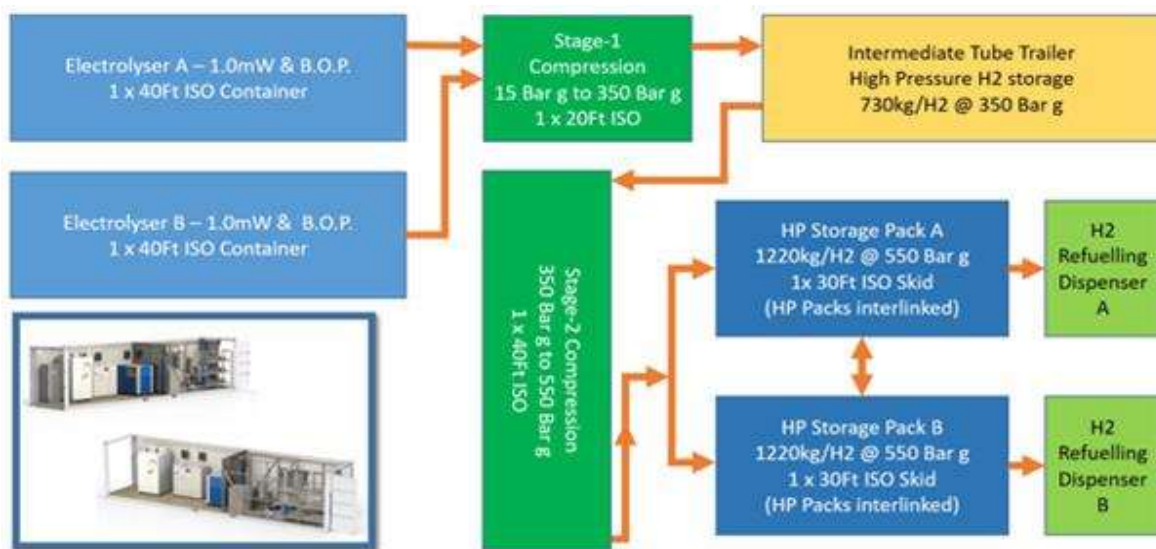 Electrolyser A – 1.0mW & B.O.P.
1 x 40Ft ISO Container
Stage-1
Compression
15 Bar g to 350 Bar g
1 x 20Ft ISO
Intermediate Tube Trailer
High Pressure H2 storage
730kg/H2 @ 350 Bar g
Electrolyser B – 1.0mW & B.O.P.
1 x 40Ft ISO Container
Stage-2 Compression
350 Bar g to 550 Bar g
1 x 40Ft ISO
HP Storage Pack A
1220kg/H2 @ 550 Bar g
1x 30Ft ISO Skid
(HP Packs interlinked)
H2
Refuelling
Dispenser
A
HP Storage Pack B
1220kg/H2 @ 550 Bar g
1x 30Ft ISO Skid
(HP Packs interlinked)
H2
Refuelling
Dispenser
B